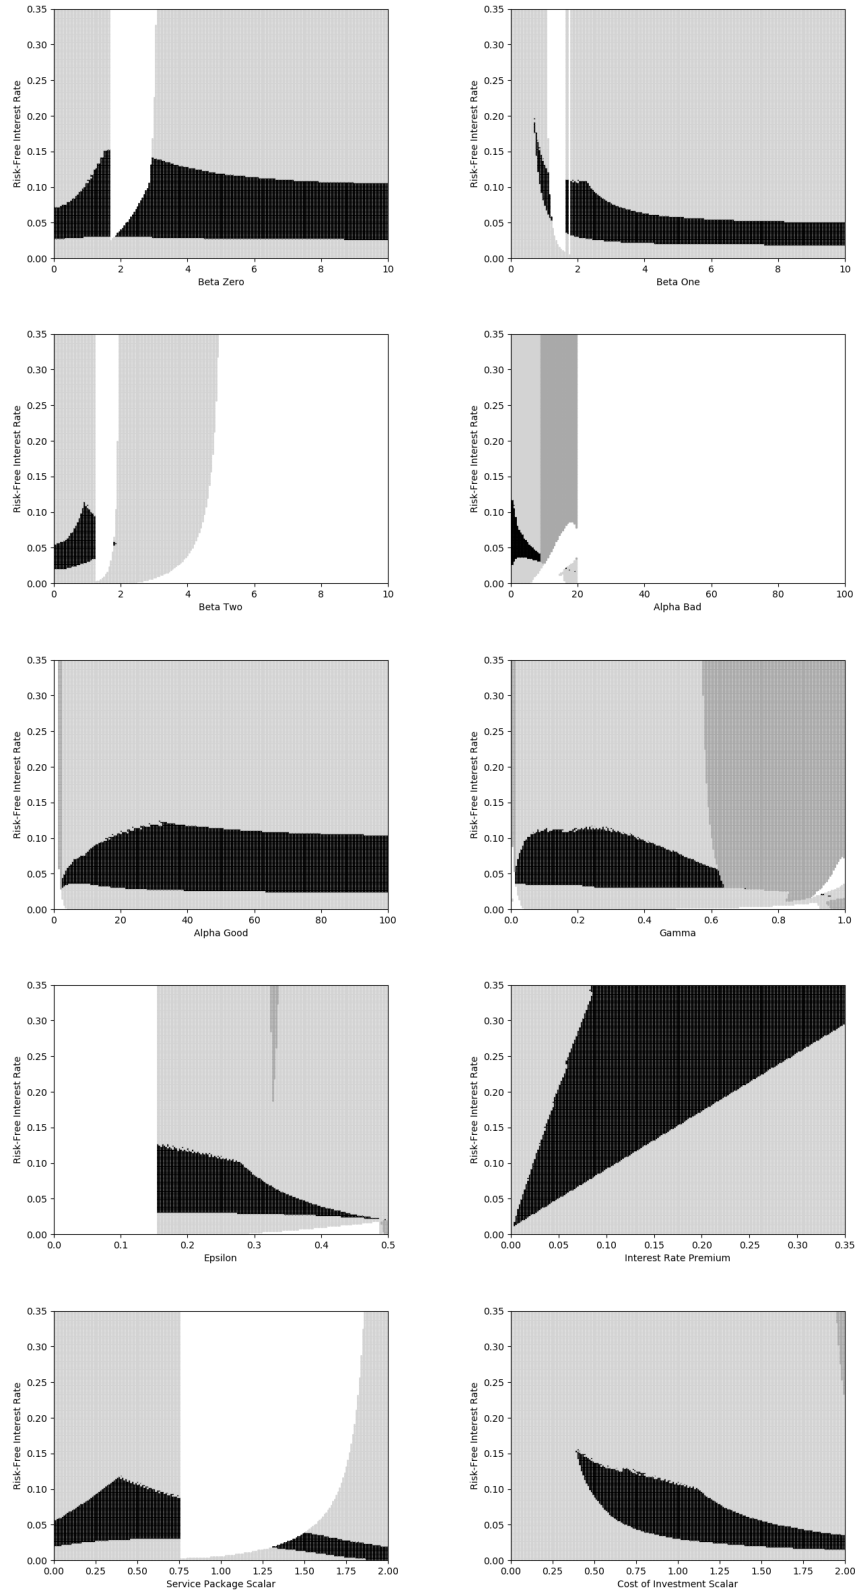 0.35 0.35
0.30 0.30
0.25 0.25
0.20 0.20
0.15 0.15
0.10 0.10
0.05 0.05
0.00 0.00
Risk-Free Interest Rate Risk-Free Interest Rate
0 2 4 6 8 10 0 2 4 6 8 10
Beta Zero Beta One
0.35 0.35
0.30 0.30
0.25 0.25
0.20 0.20
0.15 0.15
0.10 0.10
0.05 0.05
0.00 0.00
Risk-Free Interest Rate Risk-Free Interest Rate
0 2 4 6 8 10 0 20 40 60 80 100
Beta Two Alpha Bad
0.35 0.35
0.30 0.30
0.25 0.25
0.20 0.20
0.15 0.15
0.10 0.10
0.05 0.05
0.00 0.00
Risk-Free Interest Rate Risk-Free Interest Rate
0 20 40 60 80 100 0.0 0.2 0.4 0.6 0.8 1.0
Alpha Good Gamma
0.35 0.35
0.30 0.30
0.25 0.25
0.20 0.20
0.15 0.15
0.10 0.10
0.05 0.05
0.00 0.00
Risk-Free Interest Rate Risk-Free Interest Rate
0.0 0.1 0.2 0.3 0.4 0.5 0.00 0.05 0.10 0.15 0.20 0.25 0.30 0.35
Epsilon Interest Rate Premium
0.35 0.35
0.30 0.30
0.25 0.25
0.20 0.20
0.15 0.15
0.10 0.10
0.05 0.05
0.00 0.00
Risk-Free Interest Rate Risk-Free Interest Rate
0.00 0.25 0.50 0.75 1.00 1.25 1.50 1.75 2.00 0.00 0.25 0.50 0.75 1.00 1.25 1.50 1.75 2.00
Service Package Scalar Cost of Investment Scalar